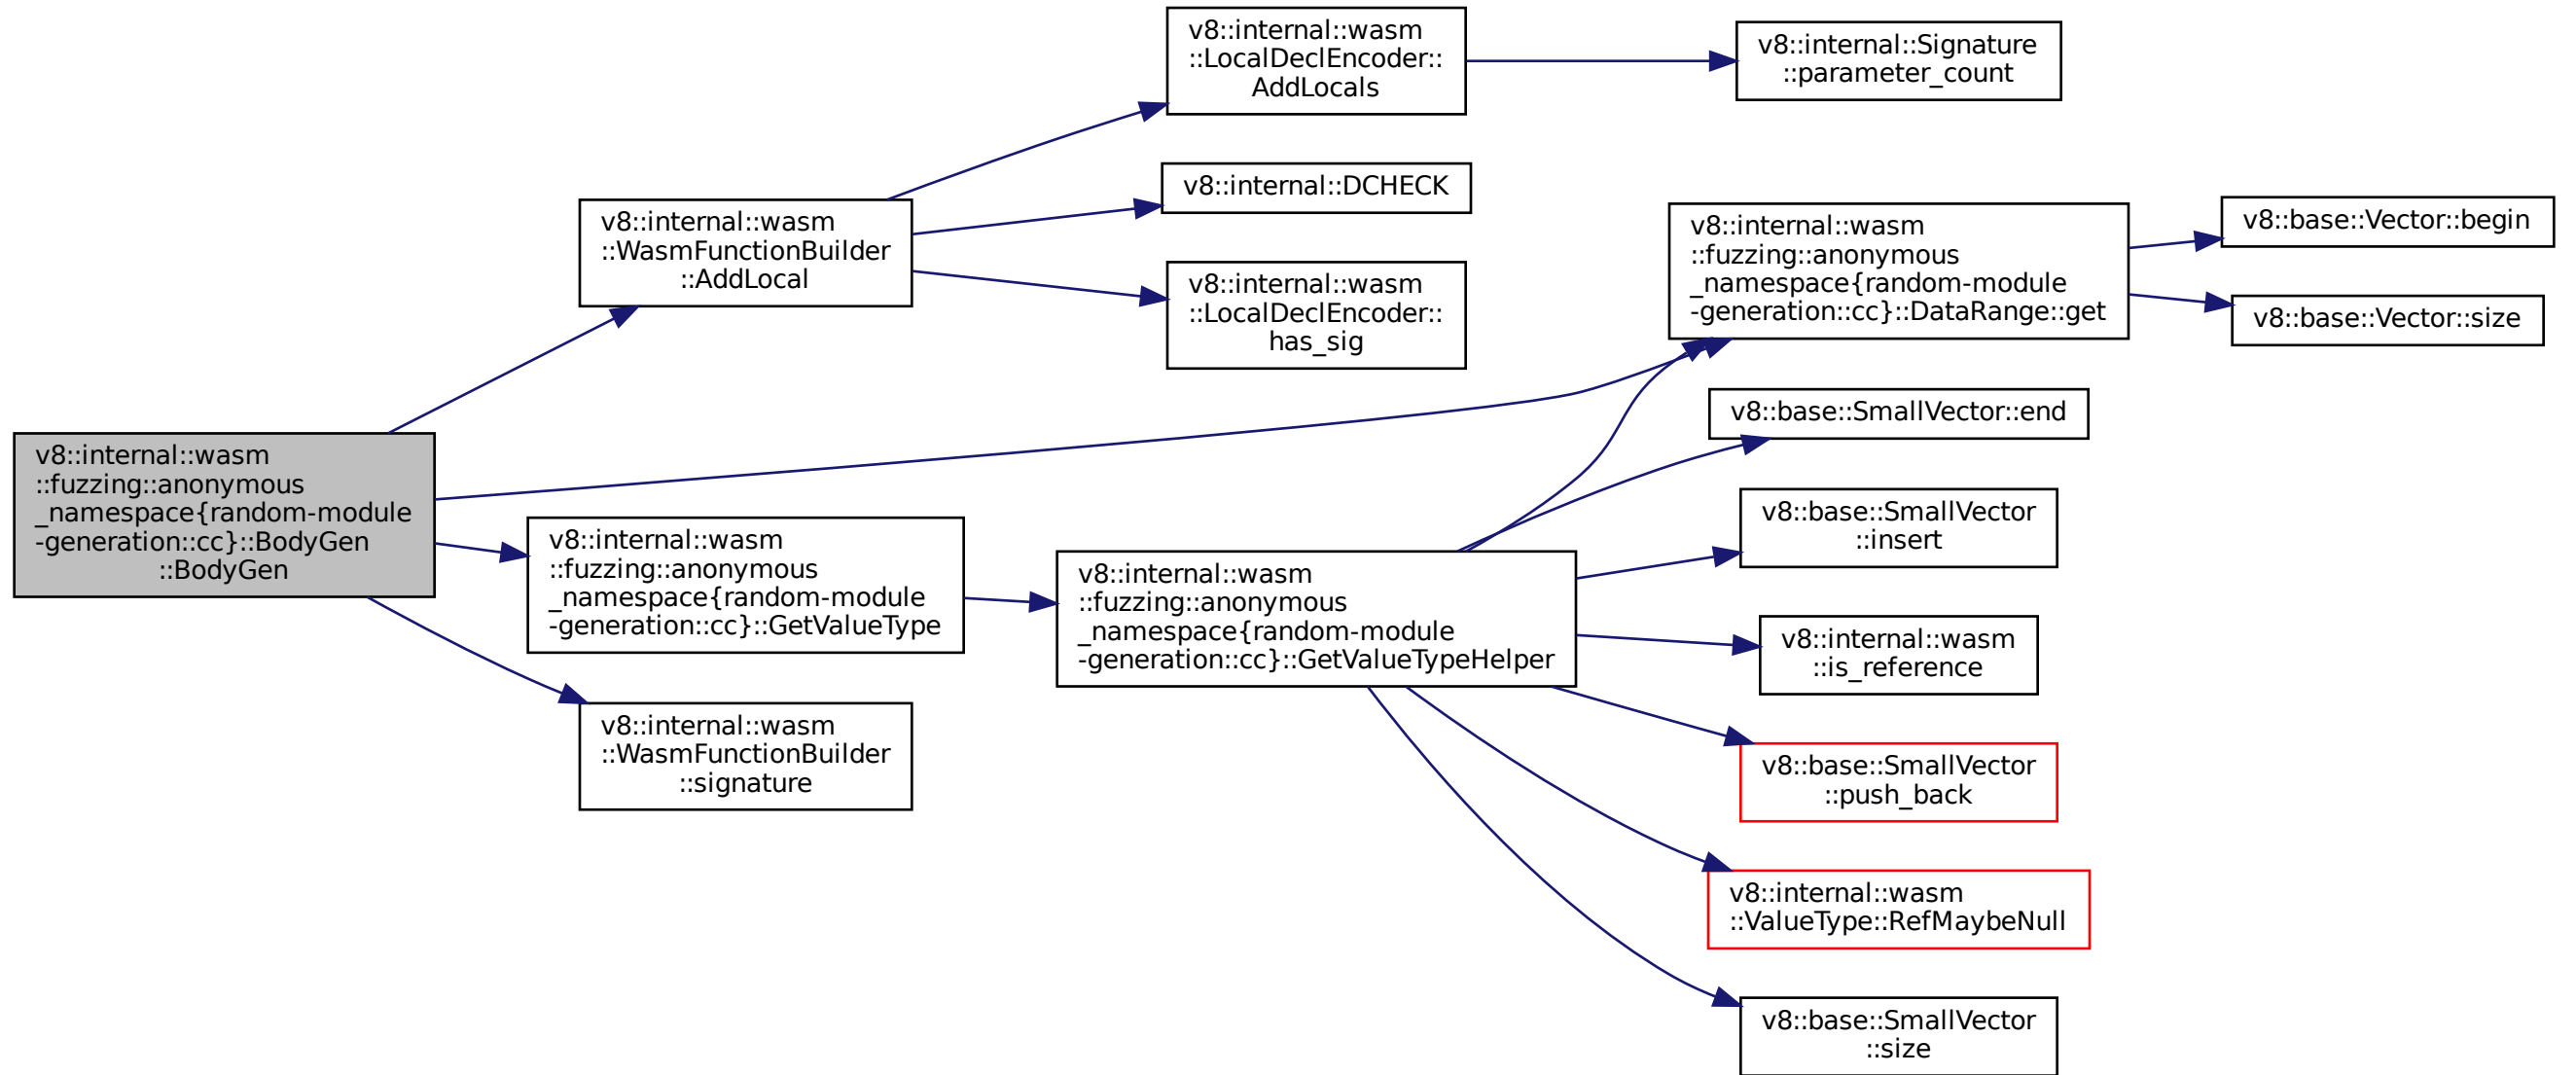 v8::internal::wasm
::fuzzing::anonymous
_namespace{random-module
-generation::cc}::BodyGen
::BodyGen
v8::internal::wasm
::WasmFunctionBuilder
::AddLocal
v8::internal::wasm
::LocalDeclEncoder::
AddLocals
v8::internal::Signature
::parameter_count
v8::internal::DCHECK
v8::internal::wasm
::LocalDeclEncoder::
has_sig
v8::internal::wasm
::fuzzing::anonymous
_namespace{random-module
-generation::cc}::DataRange::get
v8::base::Vector::begin
v8::base::Vector::size
v8::internal::wasm
::fuzzing::anonymous
_namespace{random-module
-generation::cc}::GetValueType
v8::internal::wasm
::fuzzing::anonymous
_namespace{random-module
-generation::cc}::GetValueTypeHelper
v8::base::SmallVector::end
v8::base::SmallVector
::insert
v8::internal::wasm
::is_reference
v8::base::SmallVector
::push_back
v8::internal::wasm
::ValueType::RefMaybeNull
v8::base::SmallVector
::size
v8::internal::wasm
::WasmFunctionBuilder
::signature